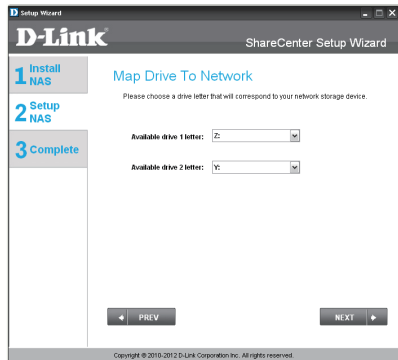 D Setup Wizard
D-Link
ShareCenter Setup Wizard
1 Install NAS
2 Setup NAS
3 Complete
Map Drive To Network
Please choose a drive letter that will correspond to your network storage device.
Available drive 1 letter: Z:
Available drive 2 letter: Y:
PREV
NEXT
Copyright © 2010-2012 D-Link Corporation Inc. All rights reserved.